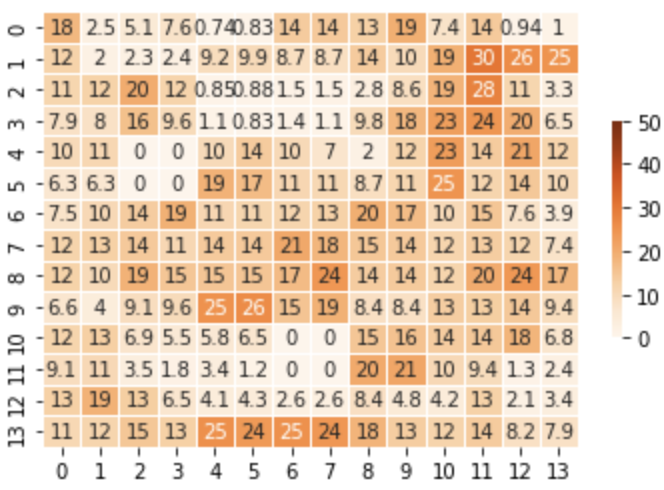 0 18 2.5 5.1 7.6 0.74 0.83 14 14 13 19 7.4 14 0.94 1
1 12 2 2.3 2.4 9.2 9.9 8.7 8.7 14 10 19 30 26 25
2 11 12 20 12 0.85 0.88 1.5 1.5 2.8 8.6 19 28 11 3.3
3 7.9 8 16 9.6 1.1 0.83 1.4 1.1 9.8 18 23 24 20 6.5
4 10 11 0 0 10 14 10 7 2 12 23 14 21 12
5 6.3 6.3 0 0 19 17 11 11 8.7 11 25 12 14 10
6 7.5 10 14 19 11 11 12 13 20 17 10 15 7.6 3.9
7 12 13 14 11 14 14 21 18 15 14 12 13 12 7.4
8 12 10 19 15 15 15 17 24 14 14 12 20 24 17
9 6.6 4 9.1 9.6 25 26 15 19 8.4 8.4 13 13 14 9.4
10 12 13 6.9 5.5 5.8 6.5 0 0 15 16 14 14 18 6.8
11 9.1 11 3.5 1.8 3.4 1.2 0 0 20 21 10 9.4 1.3 2.4
12 13 19 13 6.5 4.1 4.3 2.6 2.6 8.4 4.8 4.2 13 2.1 3.4
13 11 12 15 13 25 24 25 24 18 13 12 14 8.2 7.9
0 1 2 3 4 5 6 7 8 9 10 11 12 13
50
40
30
20
10
0